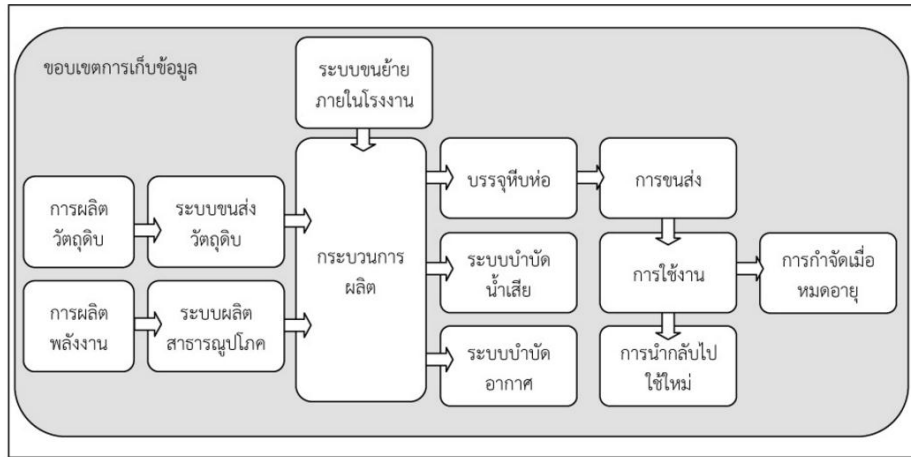 ขอบเขตการเก็บข้อมูล
ระบบขนย้าย
ภายในโรงงาน
การผลิต
วัตถุดิบ
ระบบขนส่ง
วัตถุดิบ
การผลิต
พลังงาน
ระบบผลิต
สาธารณูปโภค
กระบวนการ
ผลิต
บรรจุหีบห่อ
การขนส่ง
ระบบบำบัด
น้ำเสีย
การใช้งาน
การกำจัดเมื่อ
หมดอายุ
ระบบบำบัด
อากาศ
การนำกลับไป
ใช้ใหม่